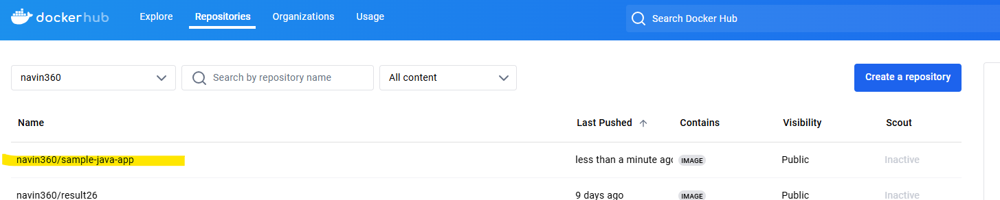 dockerhub Explore Repositories Organizations Usage Search Docker Hub
navin360 Search by repository name All content Create a repository
Name Last Pushed Contains Visibility Scout
navin360/sample-java-app less than a minute ago IMAGE Public Inactive
navin360/result26 9 days ago IMAGE Public Inactive